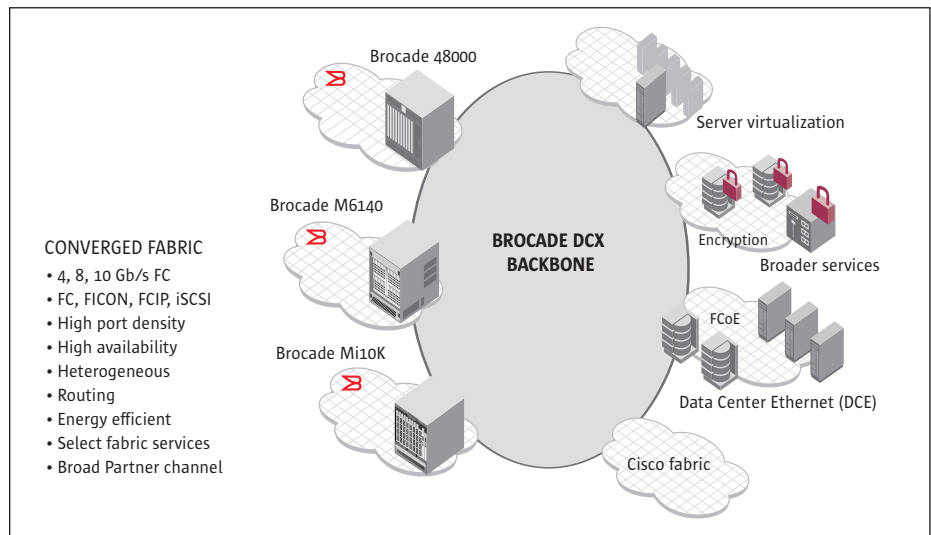 Brocade 48000
Server virtualization
Brocade M6140
Encryption
Broader services
BROCADE DCX
BACKBONE
CONVERGED FABRIC
• 4, 8, 10 Gb/s FC
• FC, FICON, FCIP, iSCSI
• High port density
• High availability
• Heterogeneous
• Routing
• Energy efficient
• Select fabric services
• Broad Partner channel
Brocade Mi10K
FCoE
Data Center Ethernet (DCE)
Cisco fabric